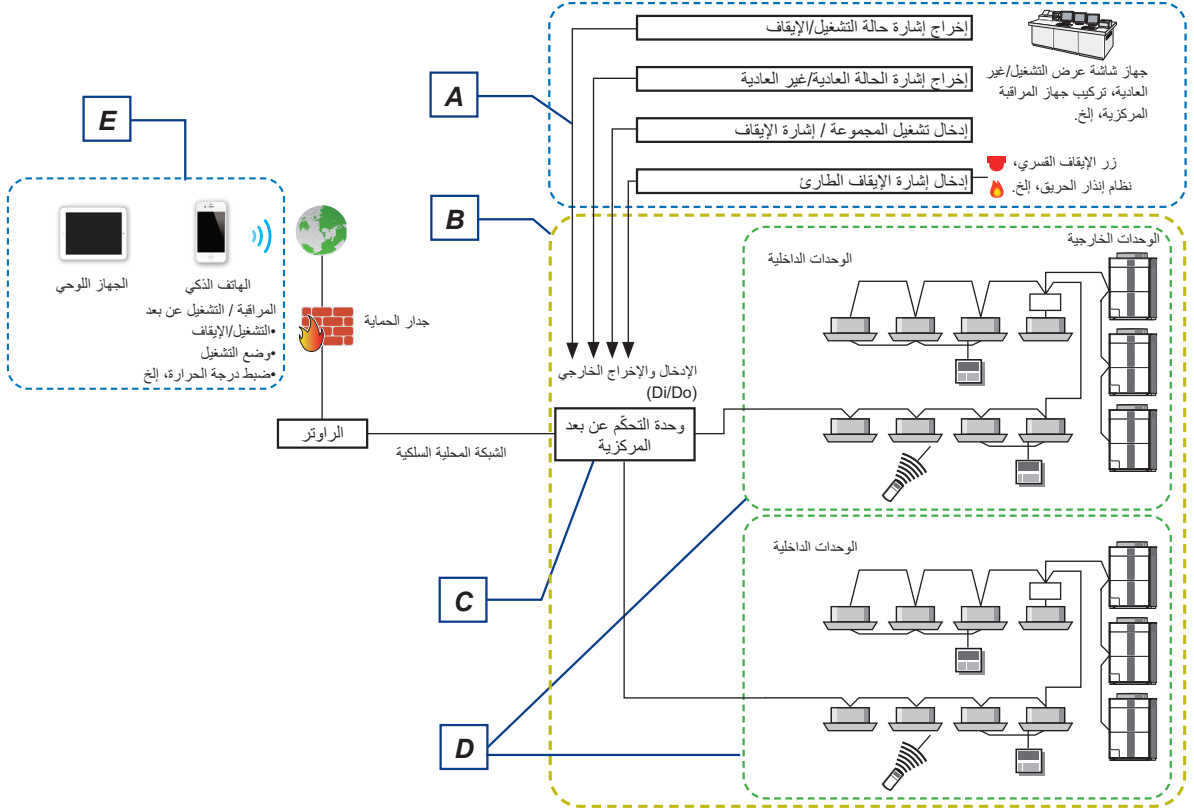 إخراج إشارة حالة التشغيل/الإيقاف
إخراج إشارة الحالة العادية/غير العادية
إدخال تشغيل المجموعة / إشارة الإيقاف
إدخال إشارة الإيقاف الطارئ
جهاز شاشة عرض التشغيل/غير
العادية، تركيب جهاز المراقبة
المركزية، إلخ.
زر الإيقاف القسري،
نظام إنذار الحريق، إلخ.
A
B
E
الهاتف الذكي
الجهاز اللوحي
المراقبة / التشغيل عن بعد
•التشغيل/الإيقاف
•وضع التشغيل
•ضبط درجة الحرارة، إلخ
جدار الحماية
الراوتر
الشبكة المحلية السلكية
الإدخال والإخراج الخارجي
(Di/Do)
وحدة التحكّم عن بعد
المركزية
الوحدات الخارجية
الوحدات الداخلية
الوحدات الداخلية
C
D